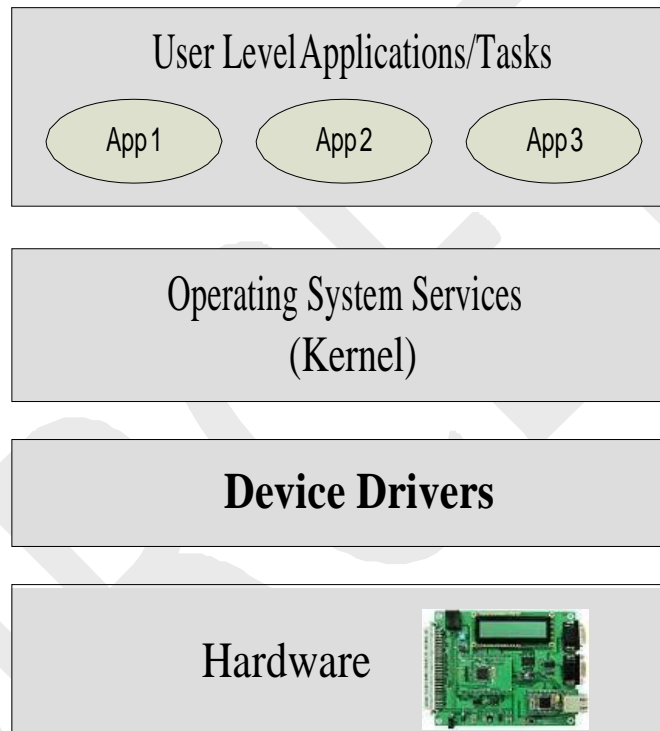 User Level Applications/Tasks
App 1 App 2 App 3
Operating System Services
(Kernel)
Device Drivers
Hardware